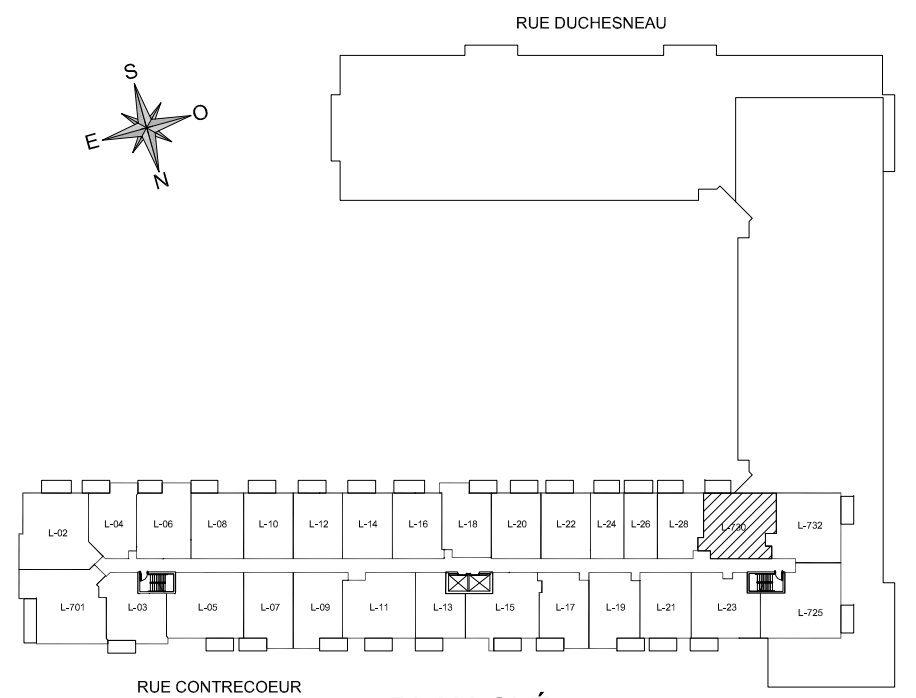 RUE DUCHESNEAU
S
O
E
N
L-02
L-04
L-06
L-08
L-10
L-12
L-14
L-16
L-18
L-20
L-22
L-24
L-26
L-28
L-730
L-732
L-701
L-03
L-05
L-07
L-09
L-11
L-13
L-15
L-17
L-19
L-21
L-23
L-725
RUE CONTRECOEUR